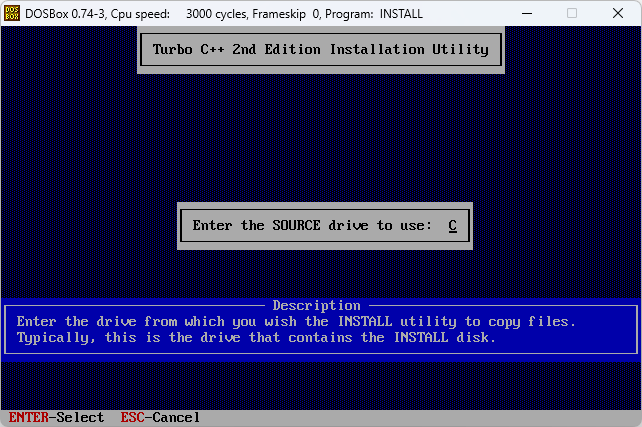 DOSBox 0.74-3, Cpu speed:    3000 cycles, Frameskip  0, Program:  INSTALL
Turbo C++ 2nd Edition Installation Utility
Enter the SOURCE drive to use:  C
Description
Enter the drive from which you wish the INSTALL utility to copy files.
Typically, this is the drive that contains the INSTALL disk.
ENTER-Select  ESC-Cancel